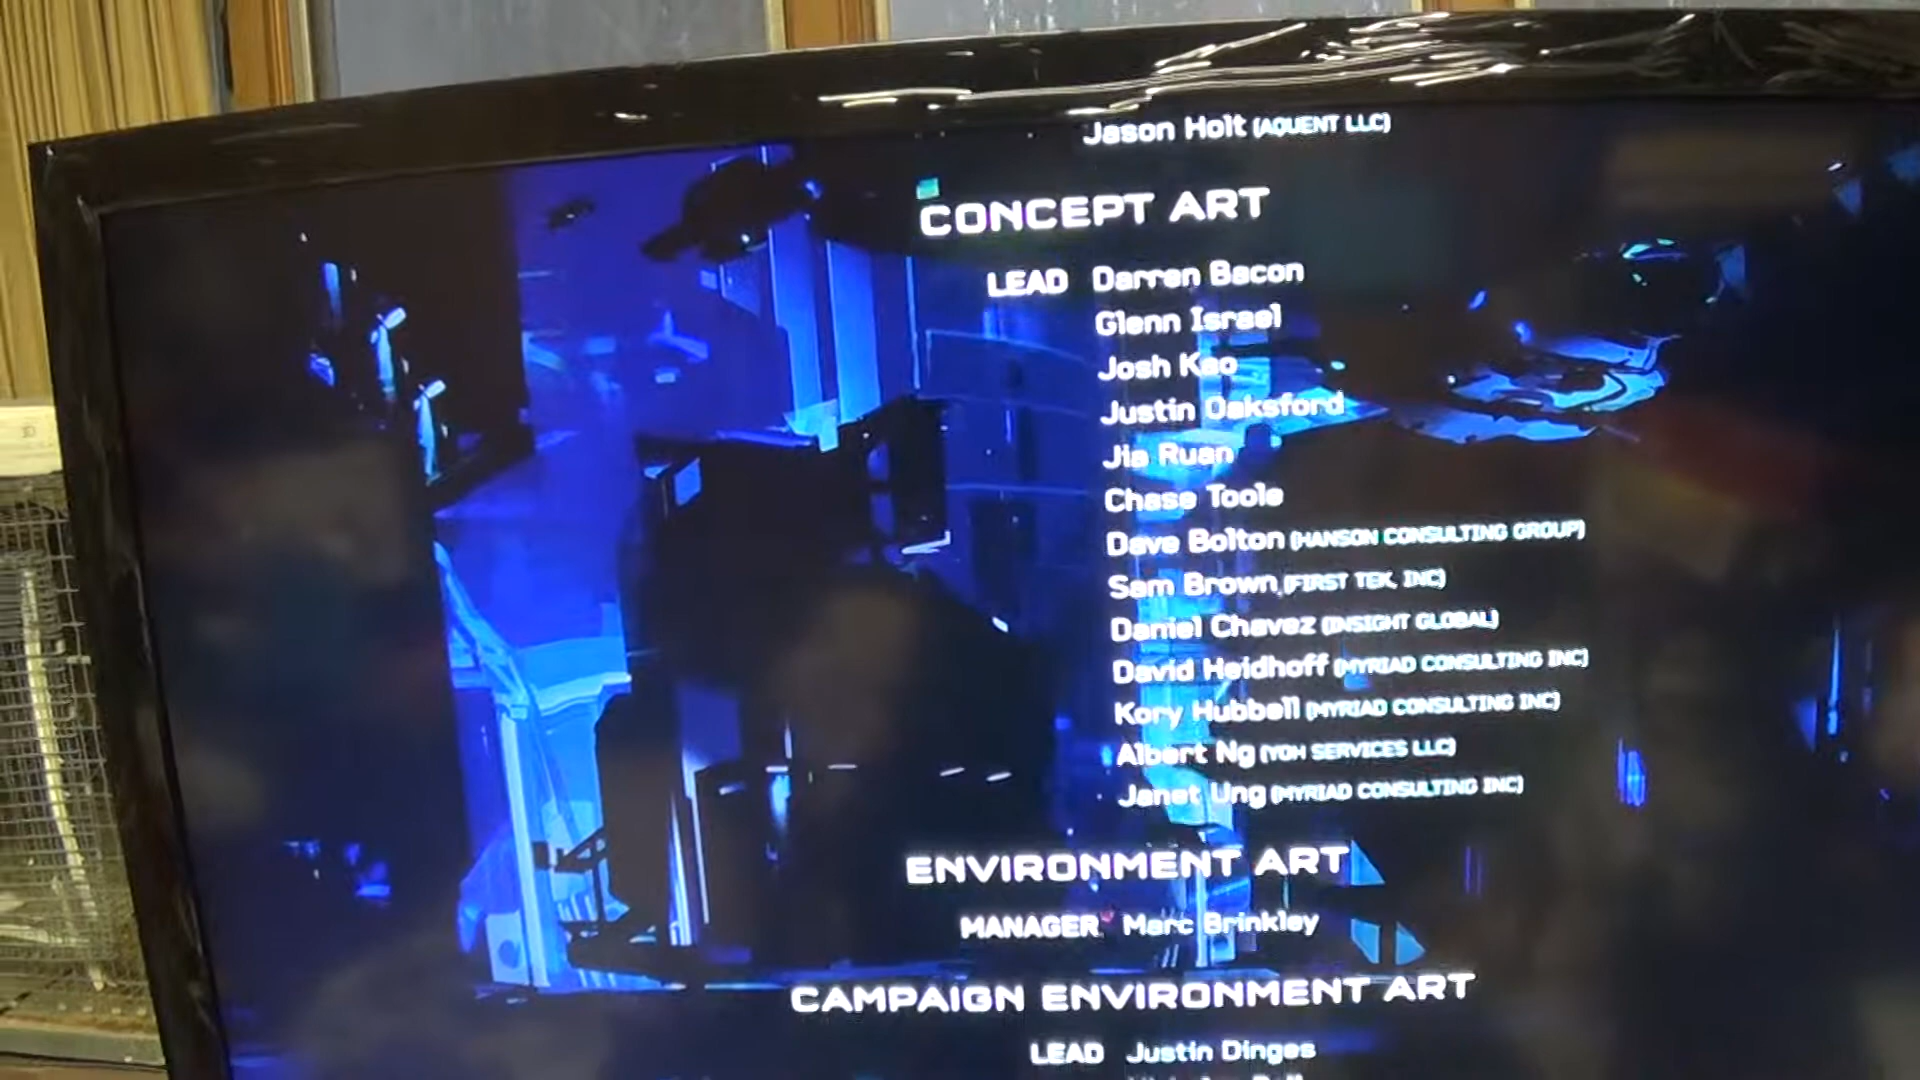 Jason Holt (AQUENT LLC)
CONCEPT ART
LEAD Darren Bacon
Glenn Israel
Josh Kao
Justin Oaksford
Jia Ruan
Chase Toole
Dave Bolton (HANSON CONSULTING GROUP)
Sam Brown (FIRST TEK, INC)
Daniel Chavez (INSIGHT GLOBAL)
David Heidhoff (MYRIAD CONSULTING INC)
Kory Hubball (MYRIAD CONSULTING INC)
Albert Ng (YOH SERVICES LLC)
Janet Ung (MYRIAD CONSULTING INC)
ENVIRONMENT ART
MANAGER Marc Brinkley
CAMPAIGN ENVIRONMENT ART
LEAD Justin Dinges